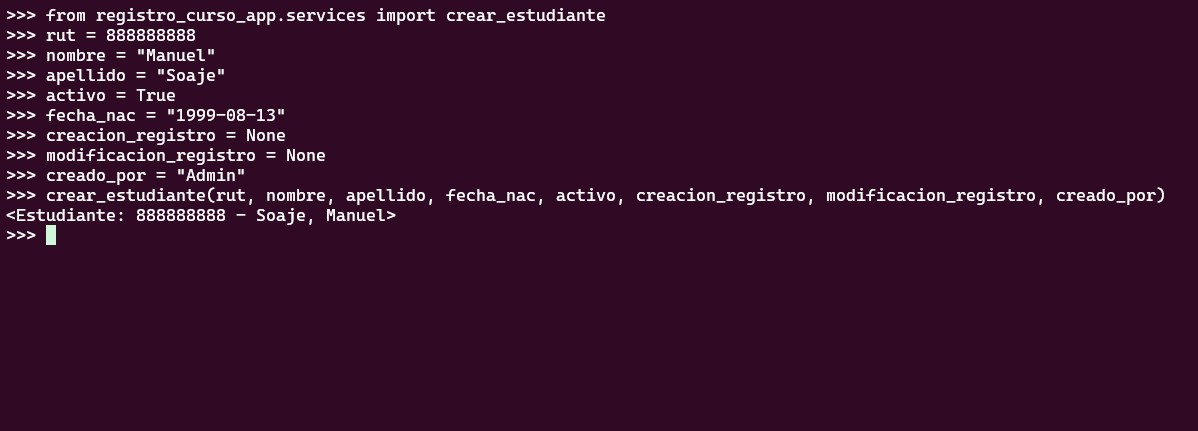 >>> from registro_curso_app.services import crear_estudiante
>>> rut = 888888888
>>> nombre = "Manuel"
>>> apellido = "Soaje"
>>> activo = True
>>> fecha_nac = "1999-08-13"
>>> creacion_registro = None
>>> modificacion_registro = None
>>> creado_por = "Admin"
>>> crear_estudiante(rut, nombre, apellido, fecha_nac, activo, creacion_registro, modificacion_registro, creado_por)
<Estudiante: 888888888 - Soaje, Manuel>
>>>